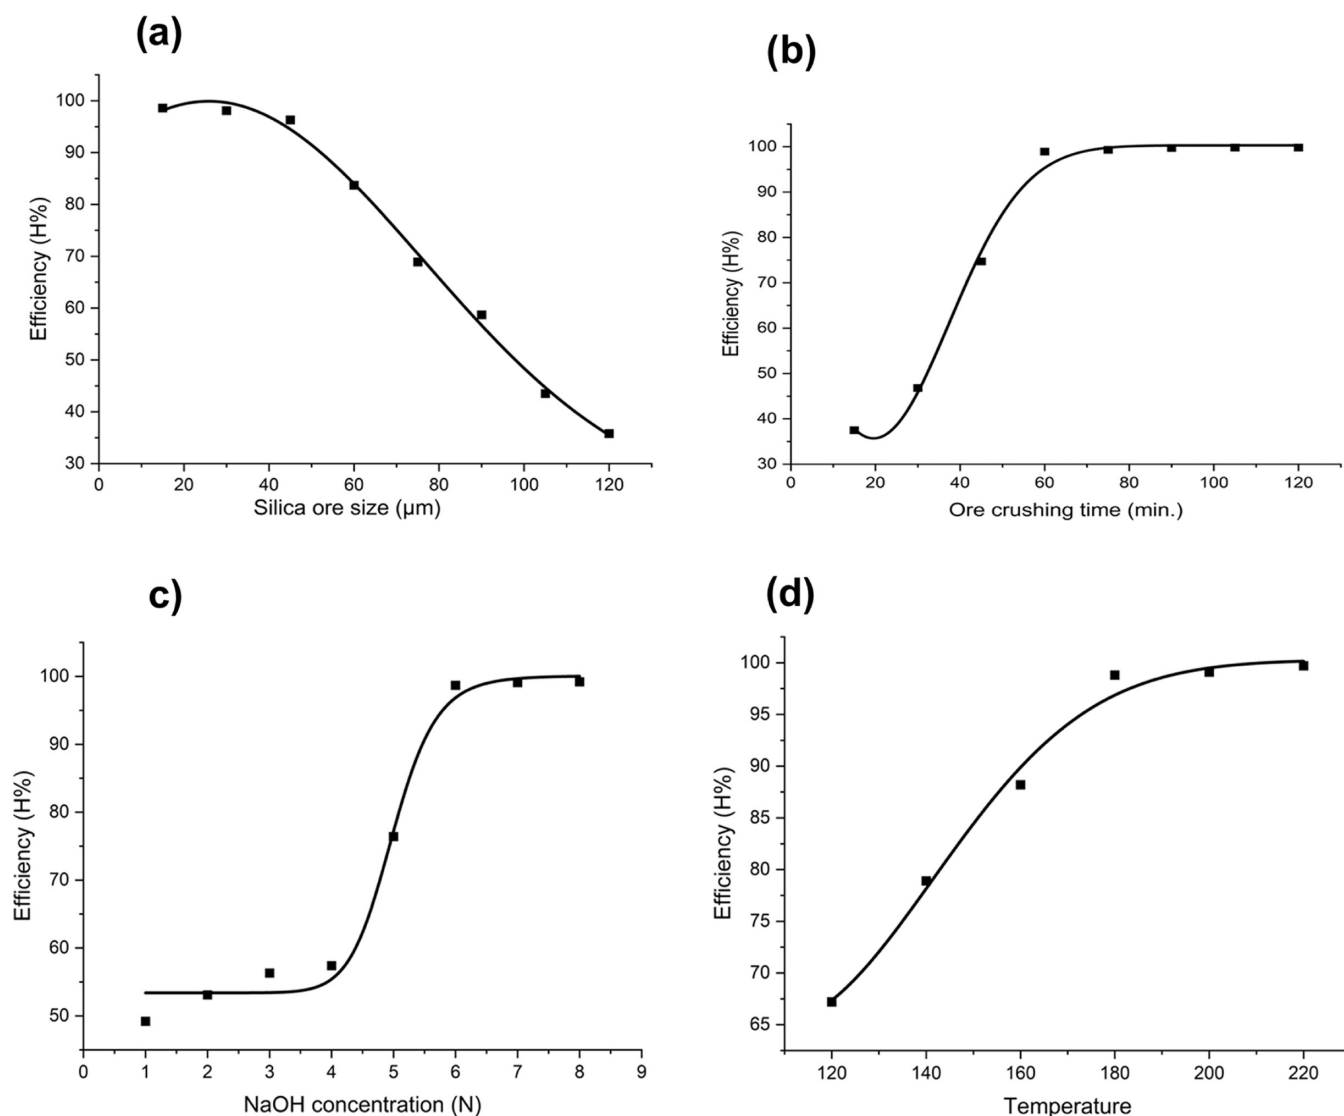 (a)
100
90
80
70
60
50
40
30
0 20 40 60 80 100 120
Efficiency (H%)
Silica ore size (μm)
(b)
100
90
80
70
60
50
40
30
0 20 40 60 80 100 120
Efficiency (H%)
Ore crushing time (min.)
c)
100
90
80
70
60
50
0 1 2 3 4 5 6 7 8 9
Efficiency (H%)
NaOH concentration (N)
(d)
100
95
90
85
80
75
70
65
120 140 160 180 200 220
Efficiency (H%)
Temperature